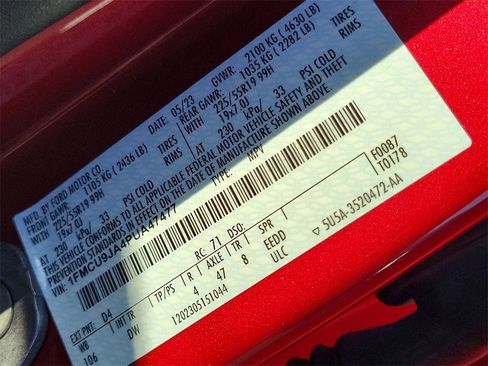 MFD. BY FORD MOTOR CO. DATE: 05/23 GVWR: 2100 KG ( 4630 LB)
FRONT GAWR: 1105 KG ( 2436 LB) REAR GAWR: 1035 KG ( 2282 LB)
225/55R19 99H TIRES 225/55R19 99H TIRES
19x7.0J RIMS 19x7.0J RIMS
AT 230 kPa/ 33 PSI COLD AT 230 kPa/ 33 PSI COLD
THIS VEHICLE CONFORMS TO ALL APPLICABLE FEDERAL MOTOR VEHICLE SAFETY AND THEFT
PREVENTION STANDARDS IN EFFECT ON THE DATE OF MANUFACTURE SHOWN ABOVE.
VIN: 1FMCU9JA4PUA47477 TYPE: MPV
F0087
T0178
EXT PNT: D4 RC: 71 DSO:
WB INT TR TP/PS R AXLE TR SPR
106 DW 4 47 8 EEDD
ULC 5U5A-3520472-AA
1202305151044